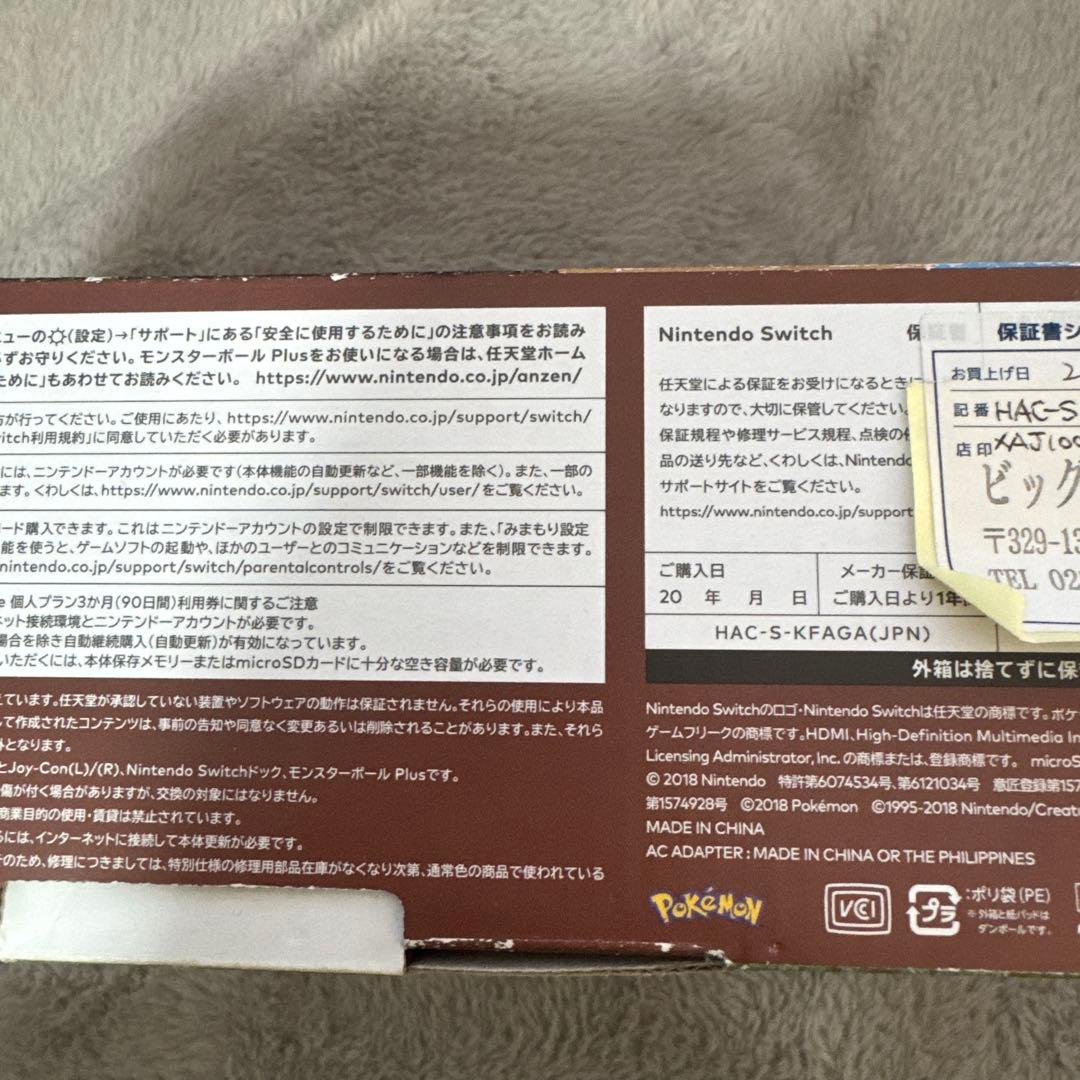 ューの(設定)→「サポート」にある「安全に使用するために」の注意事項をお読み
ずお守りください。モンスターボール Plusをお使いになる場合は、任天堂ホーム
ために」もあわせてお読みください。 https://www.nintendo.co.jp/anzen/
方が行ってください。ご使用にあたり、https://www.nintendo.co.jp/support/switch/
itch利用規約」に同意していただく必要があります。
には、ニンテンドーアカウントが必要です(本体機能の自動更新など、一部機能を除く)。また、一部の
ます。くわしくは、https://www.nintendo.co.jp/support/switch/user/をご覧ください。
ード購入できます。これはニンテンドーアカウントの設定で制限できます。また、「みまもり設定
能を使うと、ゲームソフトの起動や、ほかのユーザーとのコミュニケーションなどを制限できます。
nintendo.co.jp/support/switch/parentalcontrols/をご覧ください。
e 個人プラン3か月(90日間)利用券に関するご注意
ネット接続環境とニンテンドーアカウントが必要です。
場合を除き自動継続購入(自動更新)が有効になっています。
いただくには、本体保存メモリーまたはmicroSDカードに十分な空き容量が必要です。
えています。任天堂が承認していない装置やソフトウェアの動作は保証されません。それらの使用により本品
して作成されたコンテンツは、事前の告知や同意なく変更あるいは削除されることがあります。また、それら
外となります。
とJoy-Con(L)/(R)、Nintendo Switchドック、モンスターボール Plusです。
傷が付く場合がありますが、交換の対象にはなりません。
商業目的の使用・賃貸は禁止されています。
るには、インターネットに接続して本体更新が必要です。
のため、修理につきましては、特別仕様の修理用部品在庫がなくなり次第、通常色の商品で使われている
Nintendo Switch 保証書
任天堂による保証をお受けになるときに
なりますので、大切に保管してください。
保証規程や修理サービス規程、点検の
品の送り先など、くわしくは、Nintendo
サポートサイトをご覧ください。
https://www.nintendo.co.jp/support
ご購入日 メーカー保証
20 年 月 日 ご購入日より1年
HAC-S-KFAGA(JPN)
外箱は捨てずに保
保証書シ
お買上げ日 2
記番 HAC-S
店印 XAJ100
ビック
〒329-13
TEL 02
Nintendo Switchのロゴ・Nintendo Switchは任天堂の商標です。ポケ
ゲームフリークの商標です。HDMI、High-Definition Multimedia In
Licensing Administrator, Inc. の商標または、登録商標です。 microS
© 2018 Nintendo 特許第6074534号、第6121034号 意匠登録第157
第1574928号 ©2018 Pokémon ©1995-2018 Nintendo/Creatu
MADE IN CHINA
AC ADAPTER : MADE IN CHINA OR THE PHILIPPINES
POKéMON
VCCI
プラ
:ポリ袋(PE)
※外箱と紙パッドは
ダンボールです。